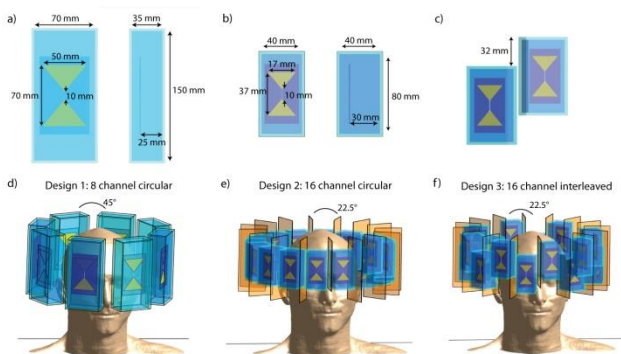 a)
70 mm
35 mm
50 mm
70 mm
10 mm
150 mm
25 mm
b)
40 mm
40 mm
17 mm
37 mm
10 mm
80 mm
30 mm
c)
32 mm
d)
Design 1: 8 channel circular
45°
e)
Design 2: 16 channel circular
22.5°
f)
Design 3: 16 channel interleaved
22.5°